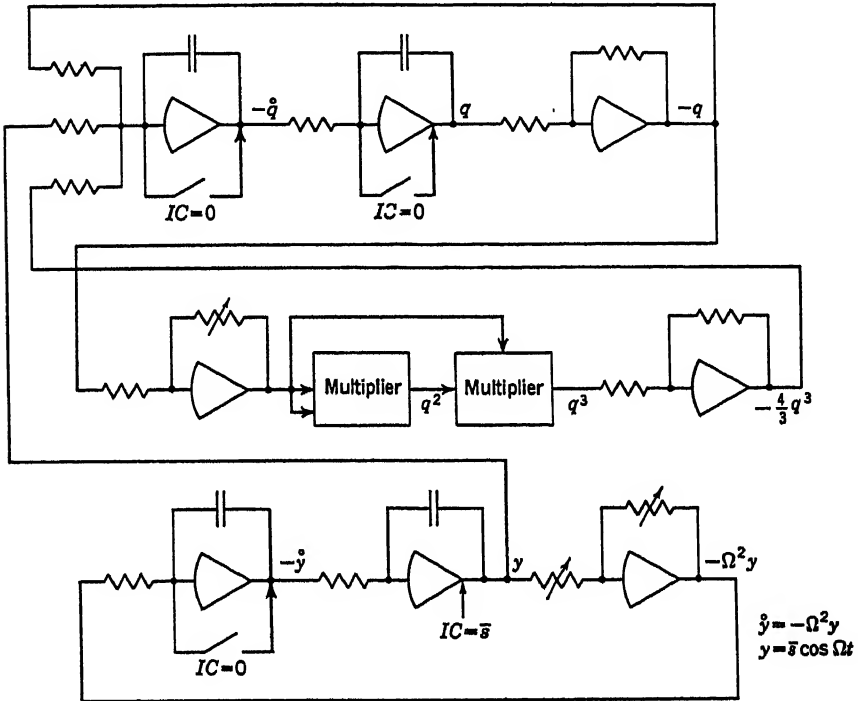 −q̊
q
−q
IC=0
IC=0
Multiplier
q²
Multiplier
q³
−4/3 q³
−ẙ
y
−Ω²y
IC=s̅
IC=0
ẙ=−Ω²y
y=s̅ cos Ωt